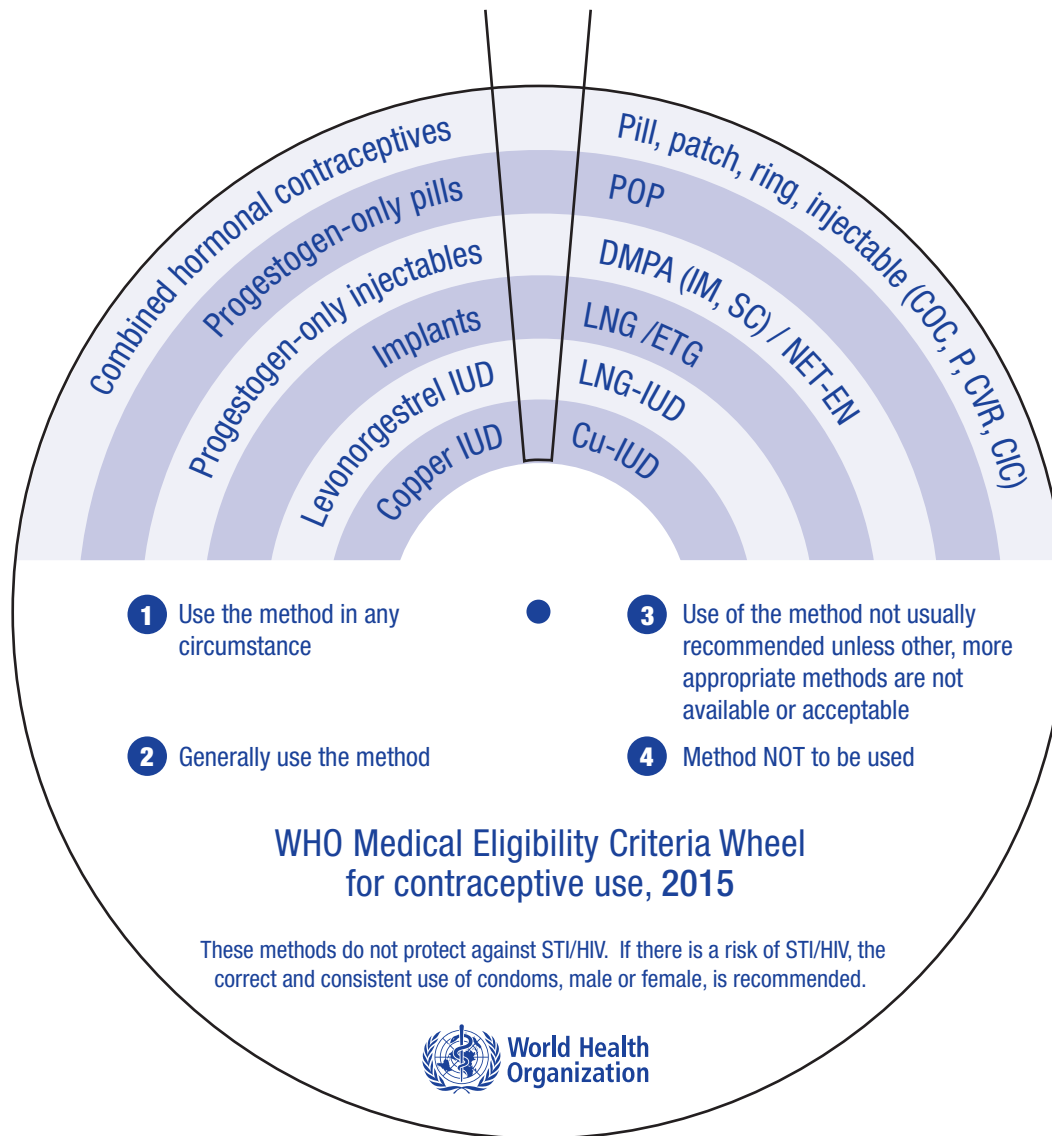 Combined hormonal contraceptives
Pill, patch, ring, injectable (COC, P, CVR, CIC)
Progestogen-only pills
POP
Progestogen-only injectables
DMPA (IM, SC) / NET-EN
Implants
LNG /ETG
Levonorgestrel IUD
LNG-IUD
Copper IUD
Cu-IUD
1 Use the method in any
circumstance
2 Generally use the method
3 Use of the method not usually
recommended unless other, more
appropriate methods are not
available or acceptable
4 Method NOT to be used
WHO Medical Eligibility Criteria Wheel
for contraceptive use, 2015
These methods do not protect against STI/HIV. If there is a risk of STI/HIV, the
correct and consistent use of condoms, male or female, is recommended.
World Health
Organization